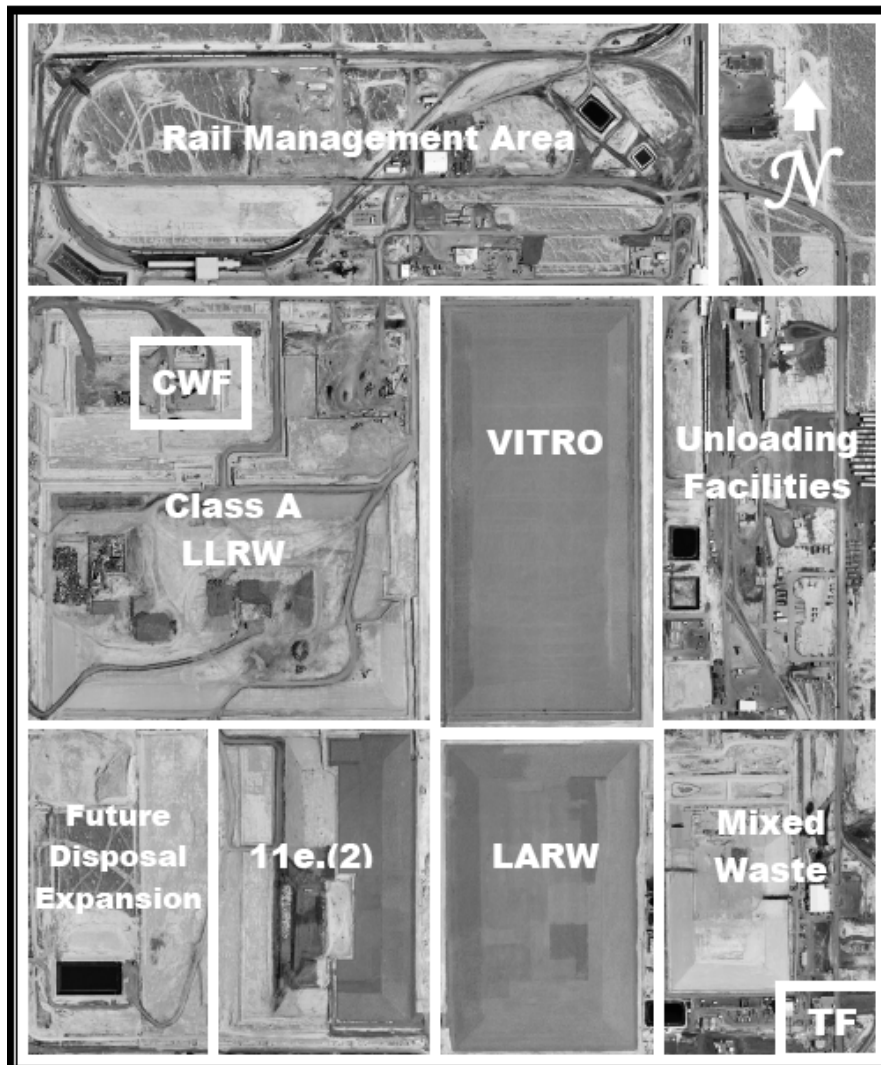 Rail Management Area
N
CWF
Class A
LLRW
VITRO
Unloading
Facilities
Future
Disposal
Expansion
11e.(2)
LARW
Mixed
Waste
TF